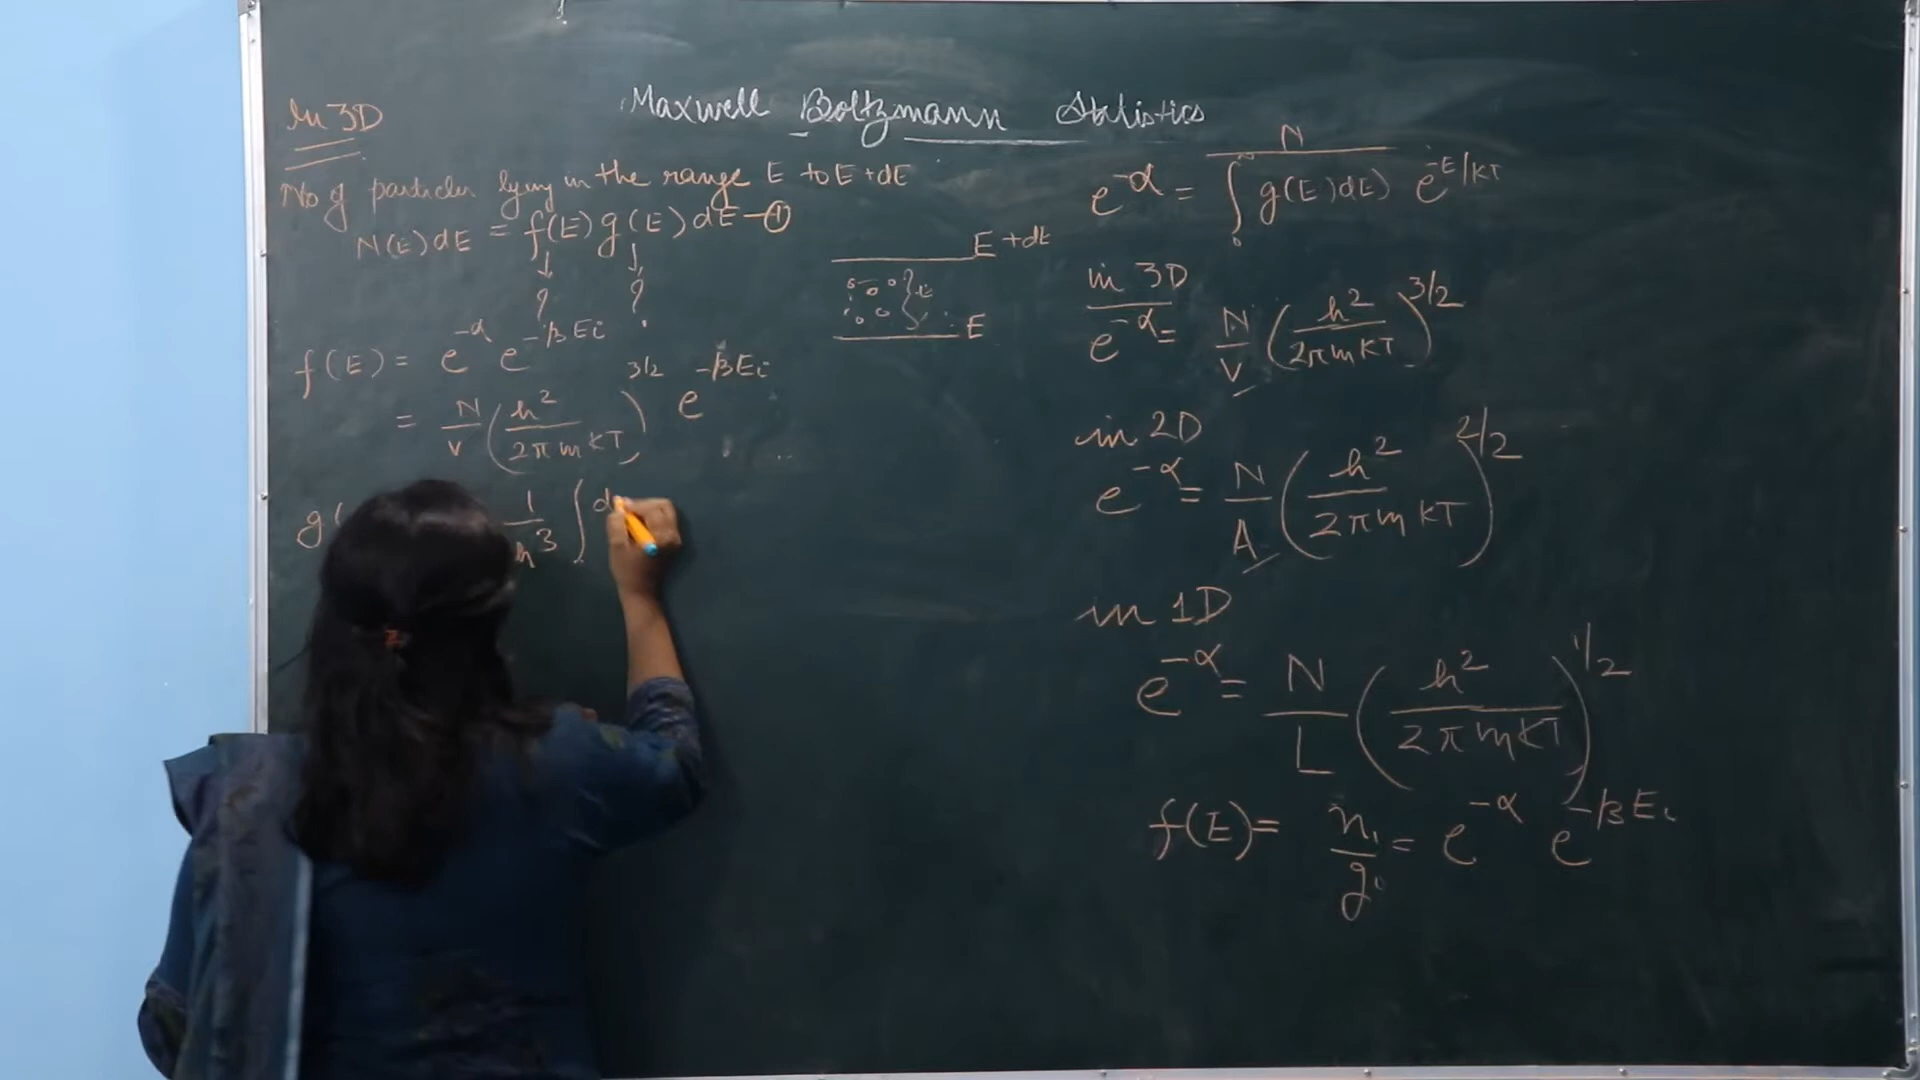 Maxwell Boltzmann Statistics
In 3D
No of particles lying in the range E to E+dE
N(E)dE = f(E)g(E)dE—①
↓ ↓
? ?
f(E) = e^{-α} e^{-βEi}
= N/V (h²/2πmKT)^{3/2} e^{-βEi}
g( 1/h³ ∫d
E+dE
E
e^{-α} = N / ∫₀^∞ g(E)dE) e^{-E/KT}
in 3D
e^{-α} = N/V (h²/2πmKT)^{3/2}
in 2D
e^{-α} = N/A (h²/2πmKT)^{2/2}
in 1D
e^{-α} = N/L (h²/2πmKT)^{1/2}
f(E) = ni/gi = e^{-α} e^{-βEi}